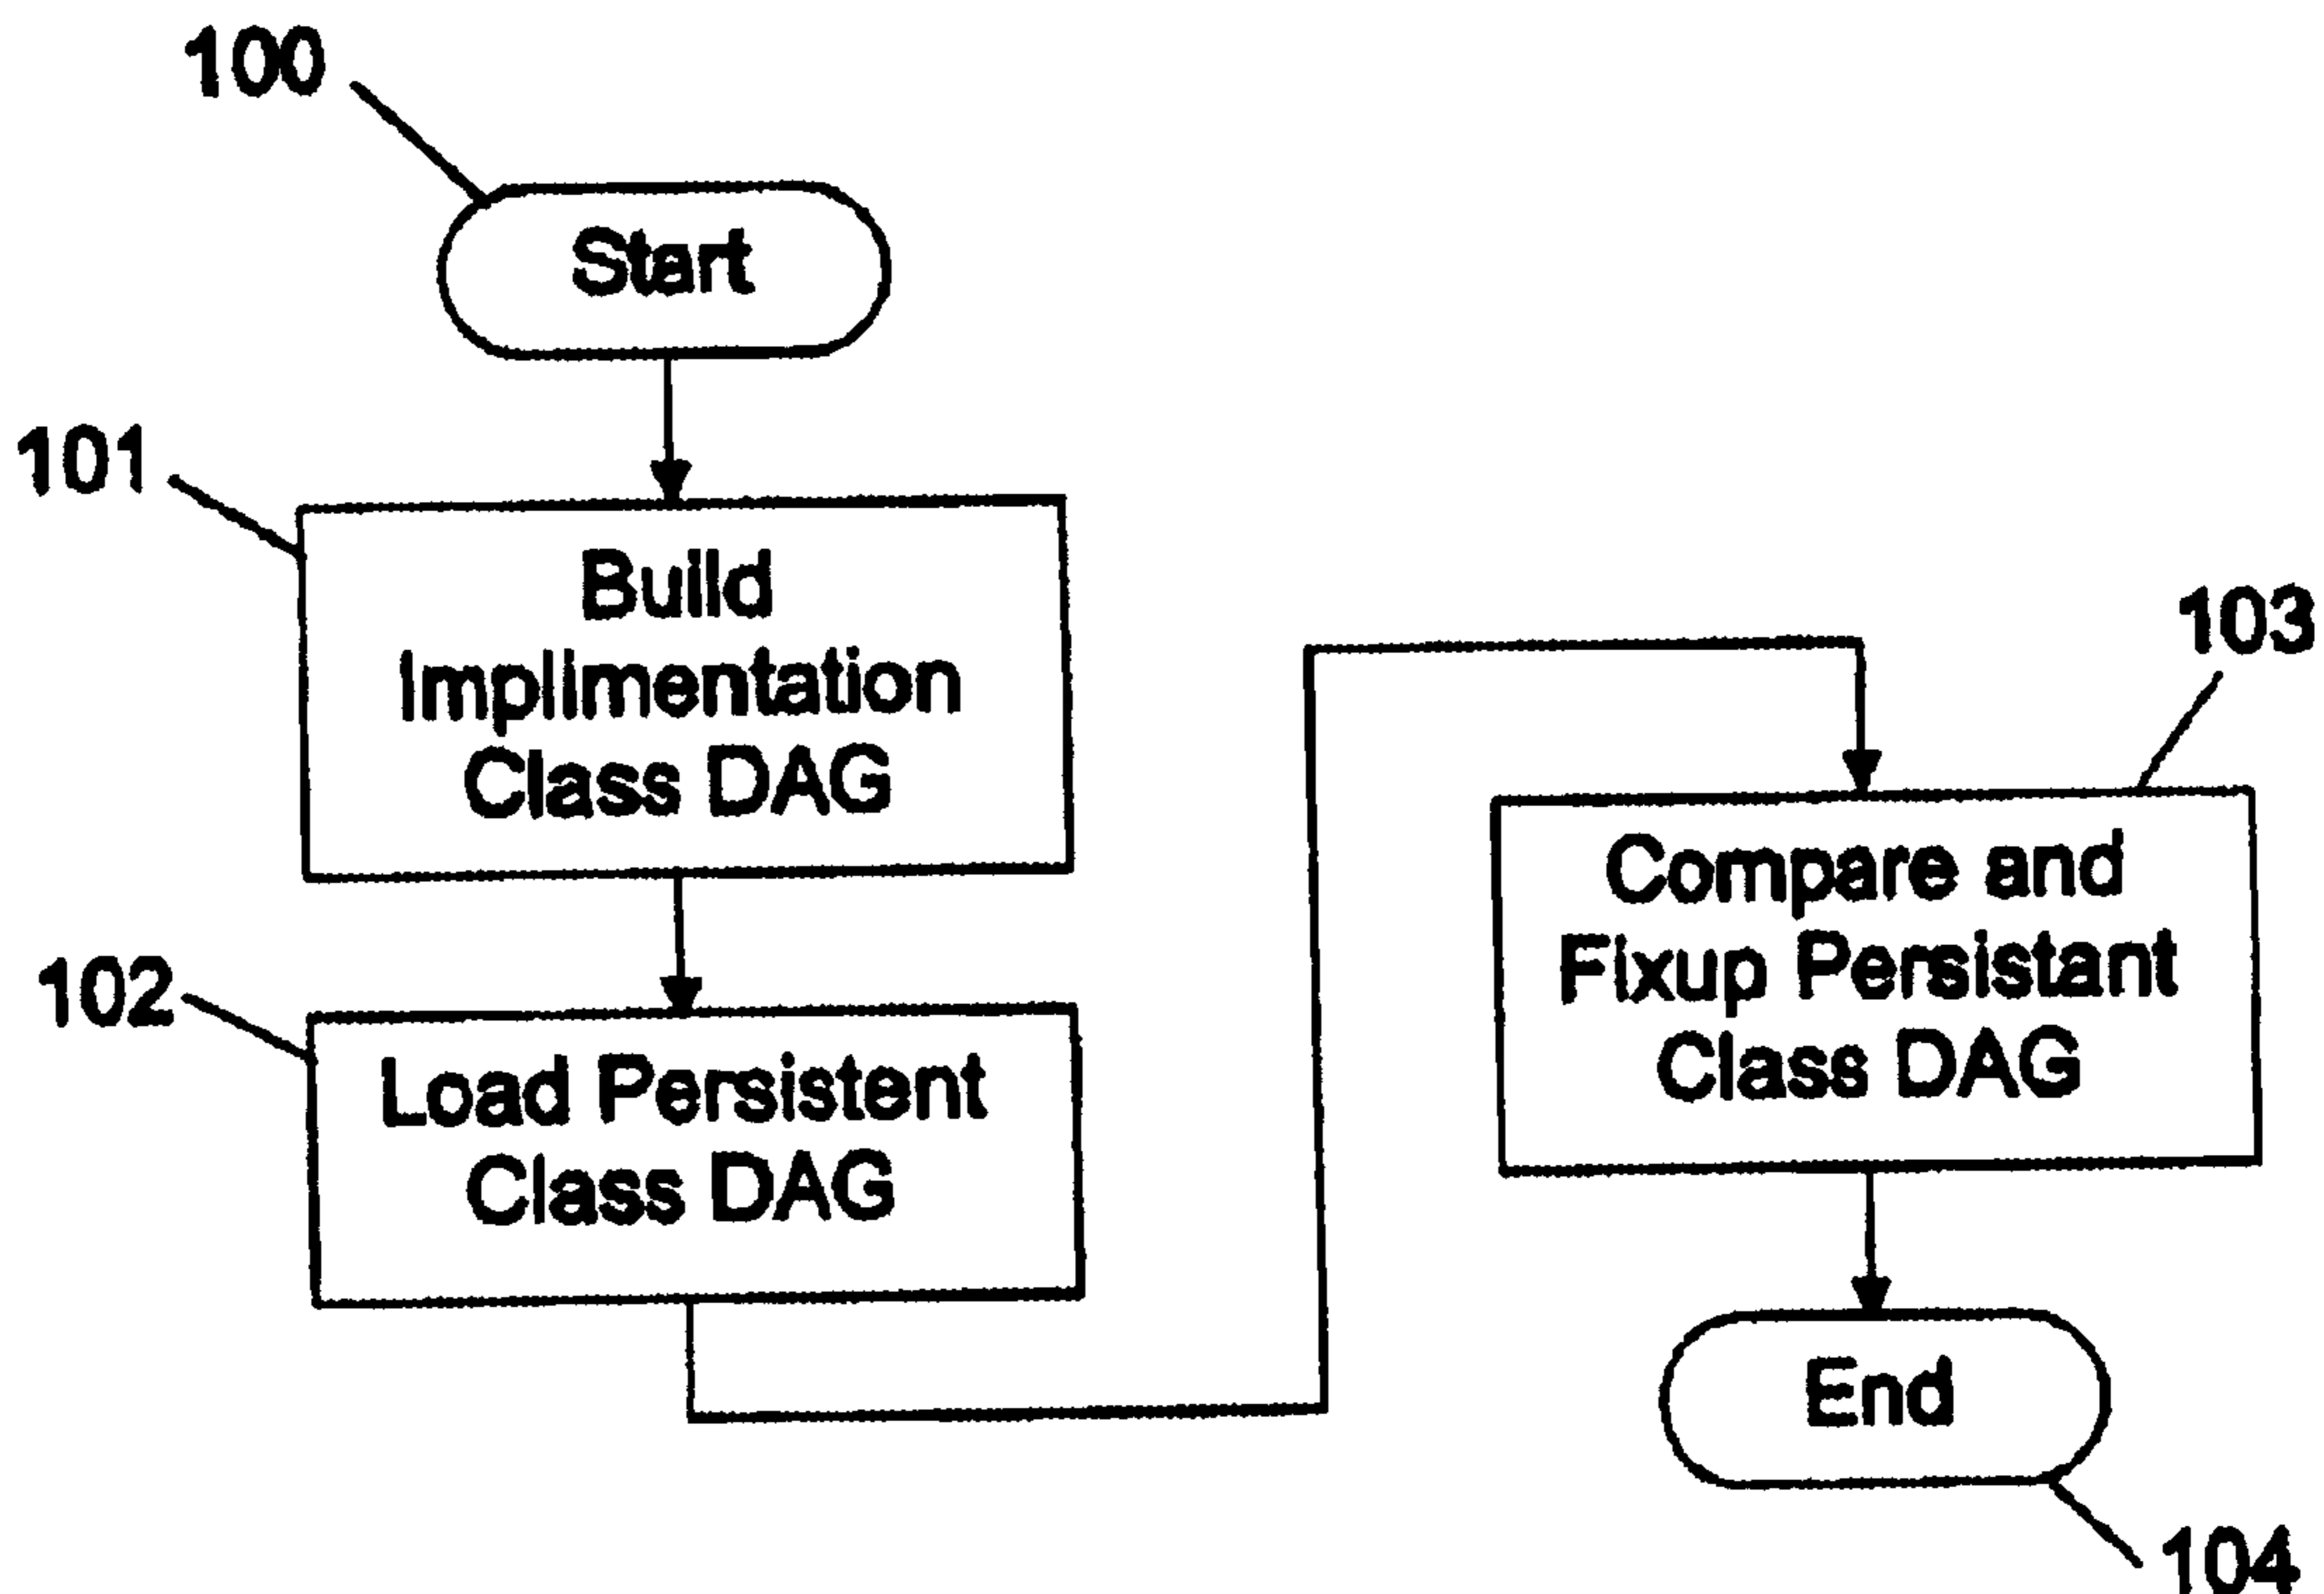 100
Start
101
Build
Implimentation
Class DAG
102
Load Persistent
Class DAG
103
Compare and
Fixup Persistant
Class DAG
End
104